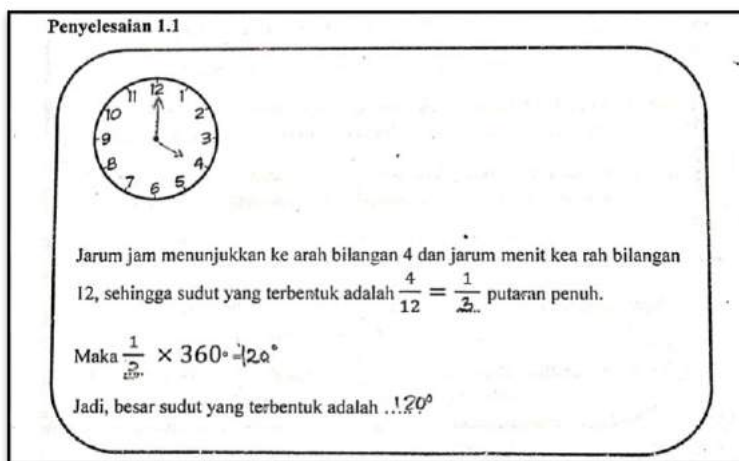 Penyelesaian 1.1
12
11
1
10
2
9
3
8
4
7
5
6
Jarum jam menunjukkan ke arah bilangan 4 dan jarum menit kea rah bilangan
12, sehingga sudut yang terbentuk adalah 4/12 = 1/3 putaran penuh.
Maka 1/3 × 360° = 120°
Jadi, besar sudut yang terbentuk adalah ..120°